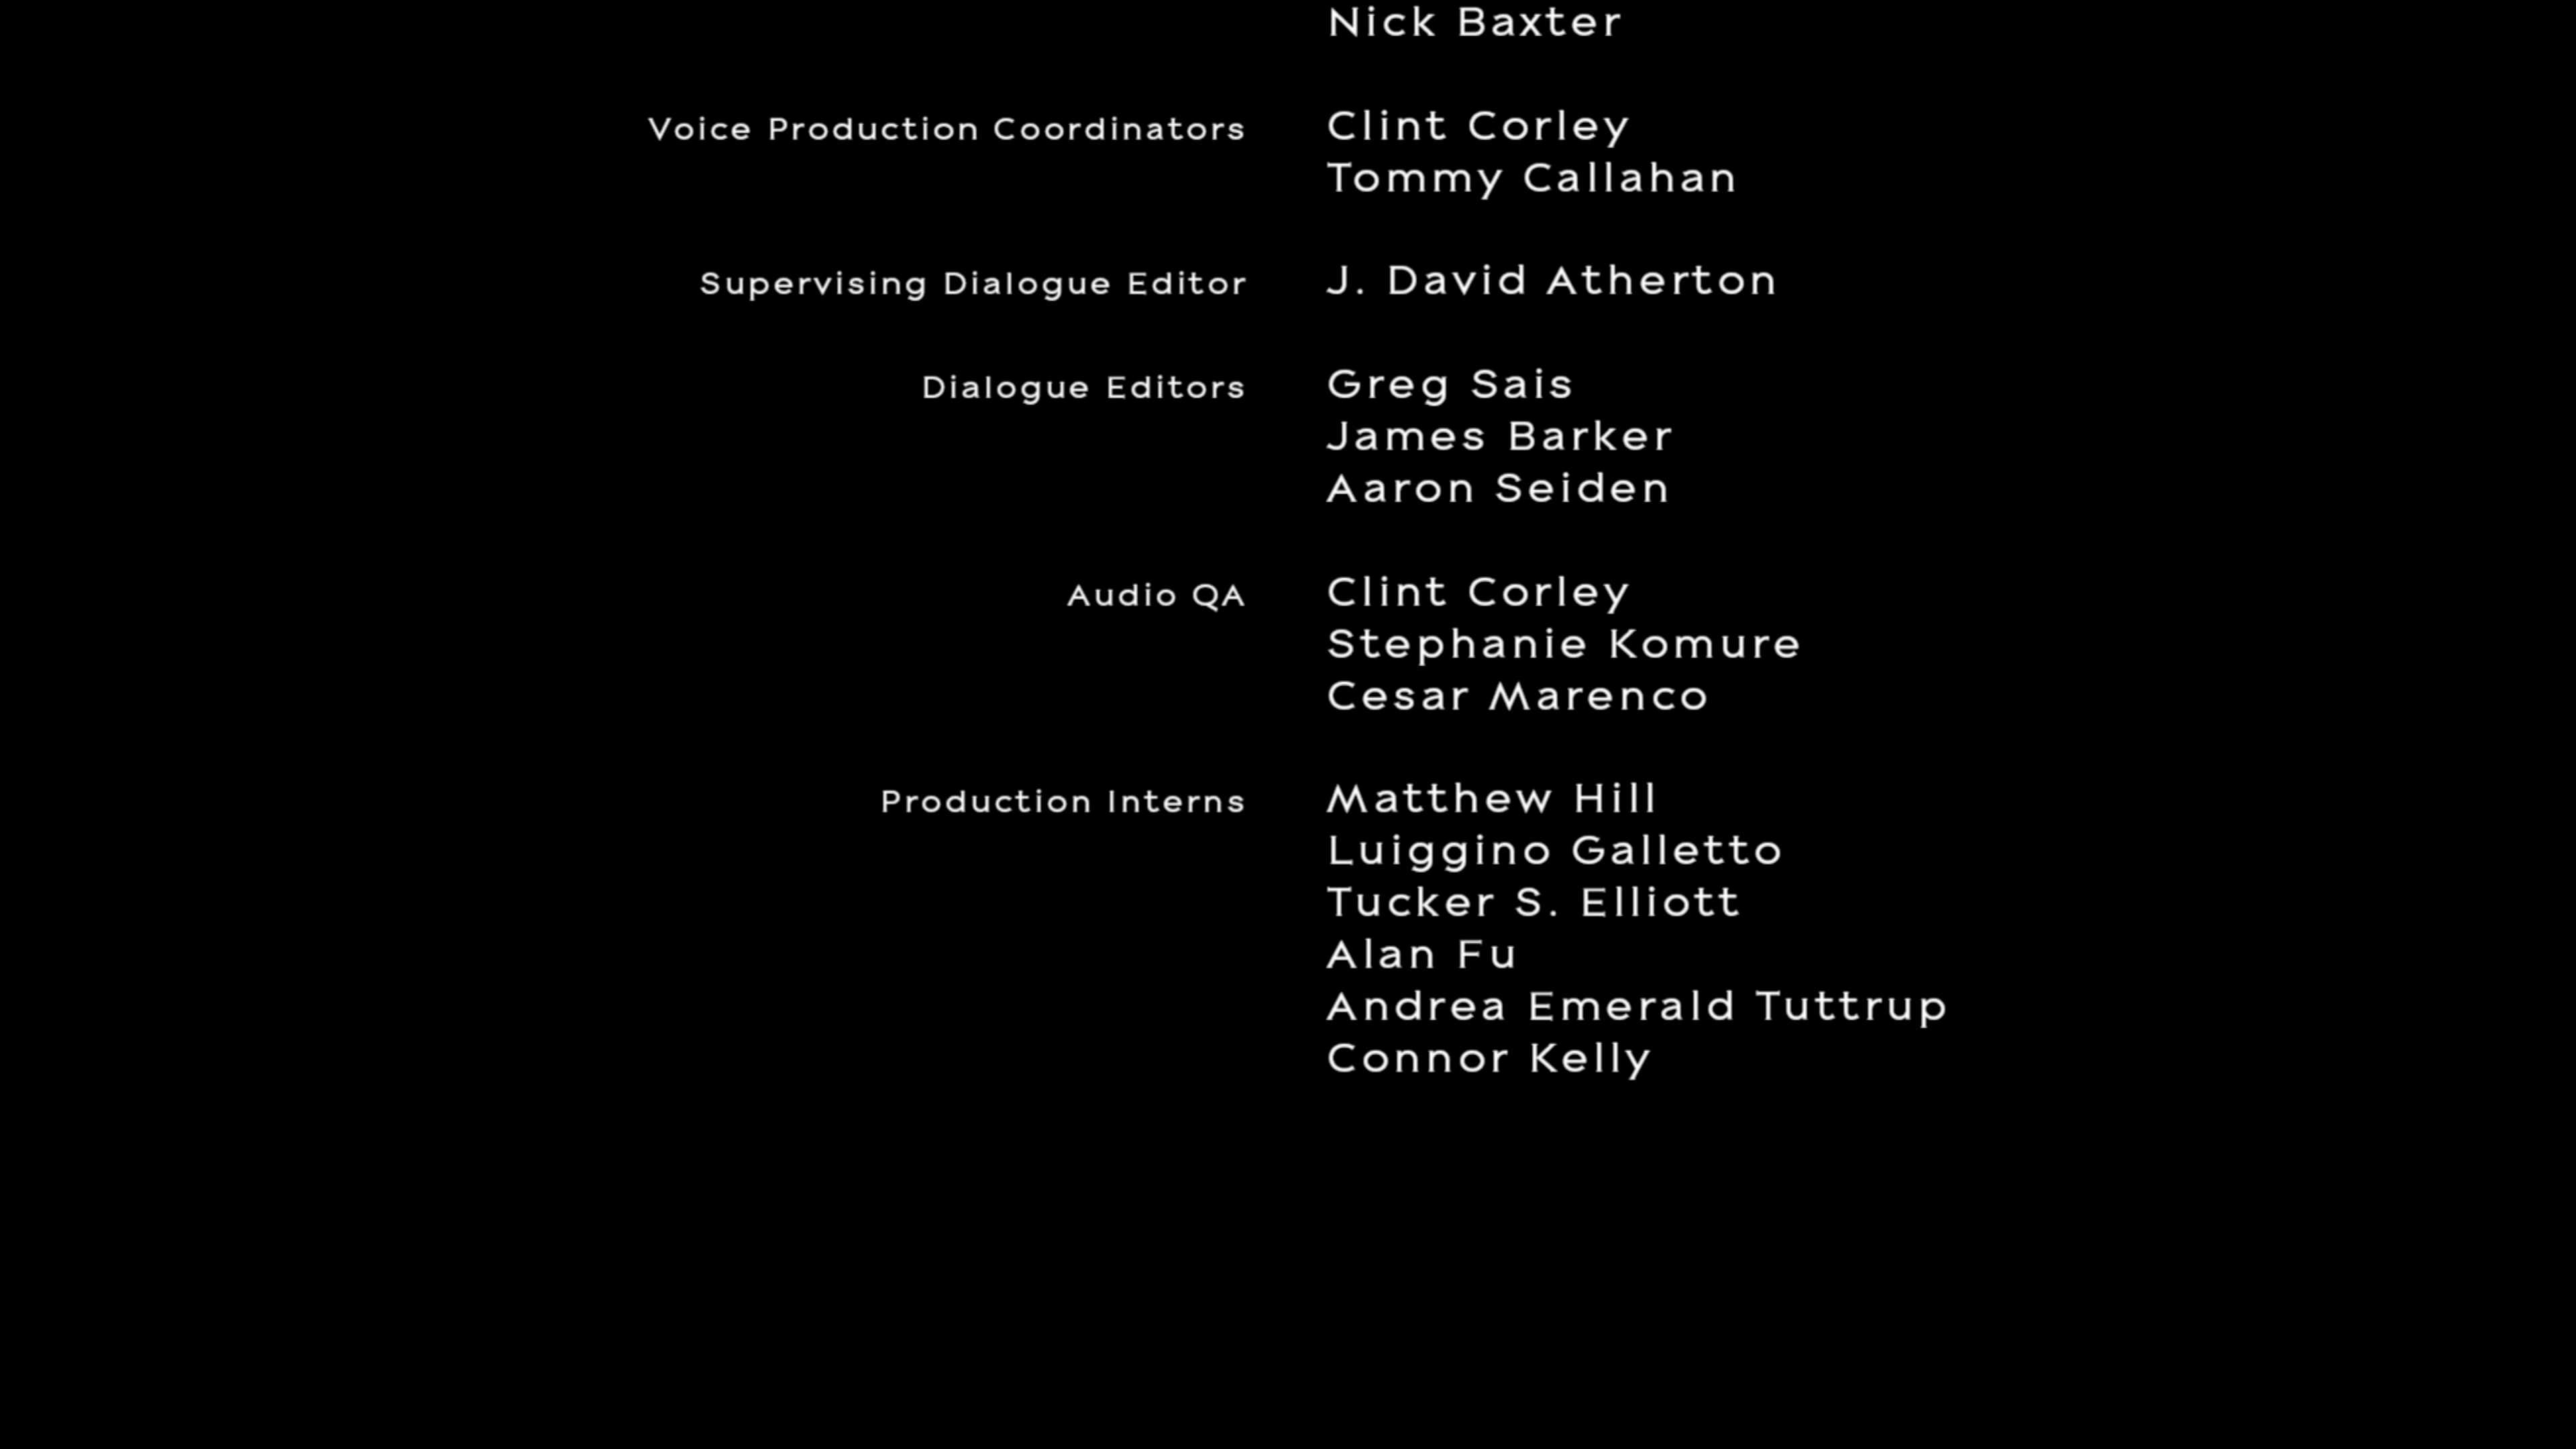 Nick Baxter
Voice Production Coordinators Clint Corley
Tommy Callahan
Supervising Dialogue Editor J. David Atherton
Dialogue Editors Greg Sais
James Barker
Aaron Seiden
Audio QA Clint Corley
Stephanie Komure
Cesar Marenco
Production Interns Matthew Hill
Luiggino Galletto
Tucker S. Elliott
Alan Fu
Andrea Emerald Tuttrup
Connor Kelly